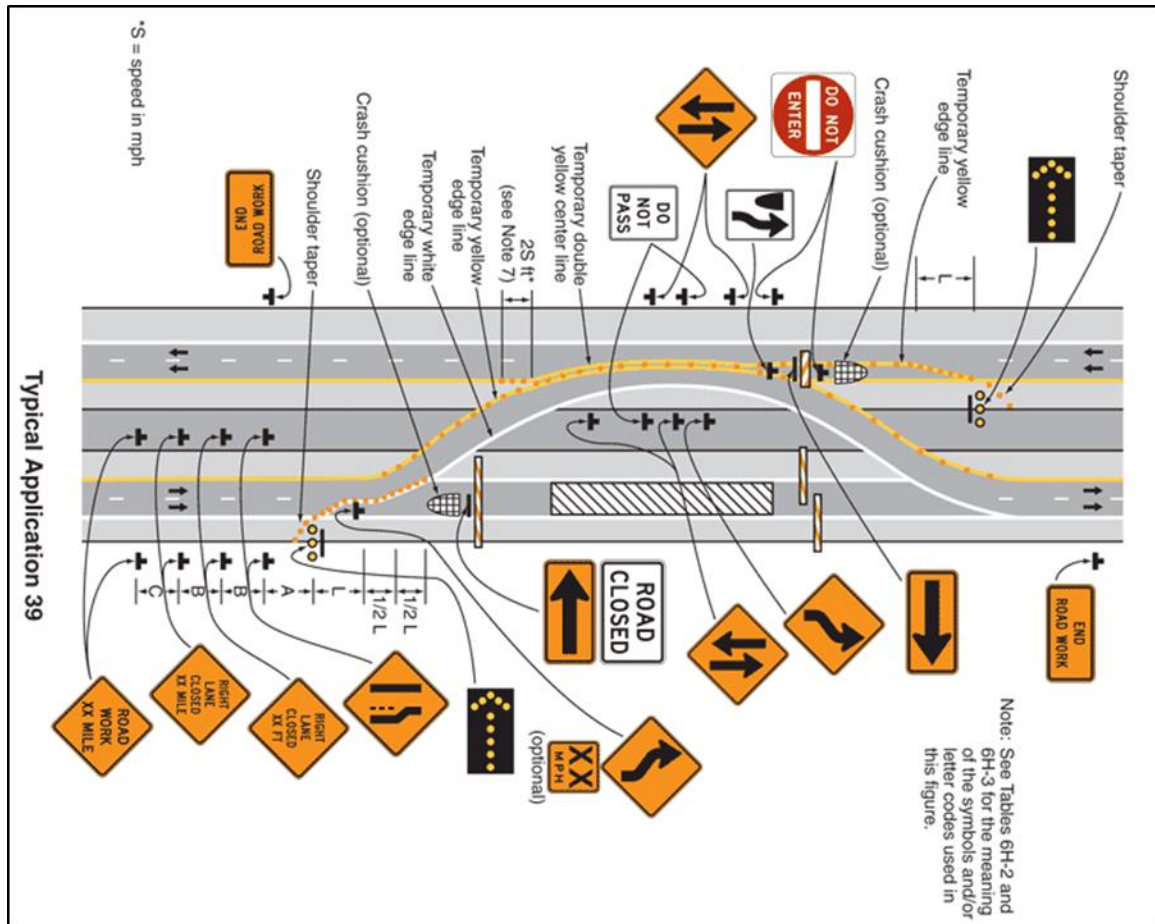 Typical Application 39
*S = speed in mph
END
ROAD WORK
Shoulder taper
Crash cushion (optional)
Temporary white
edge line
Temporary yellow
edge line
2S ft*
(see Note 7)
Temporary double
yellow center line
DO
NOT
PASS
DO NOT
ENTER
Crash cushion (optional)
Temporary yellow
edge line
L
Shoulder taper
C
B
B
A
L
1/2 L
1/2 L
ROAD
WORK
XX MILE
RIGHT
LANE
CLOSED
XX MILE
RIGHT
LANE
CLOSED
XX FT
XX
MPH
(optional)
ROAD
CLOSED
END
ROAD WORK
Note: See Tables 6H-2 and
6H-3 for the meaning
of the symbols and/or
letter codes used in
this figure.